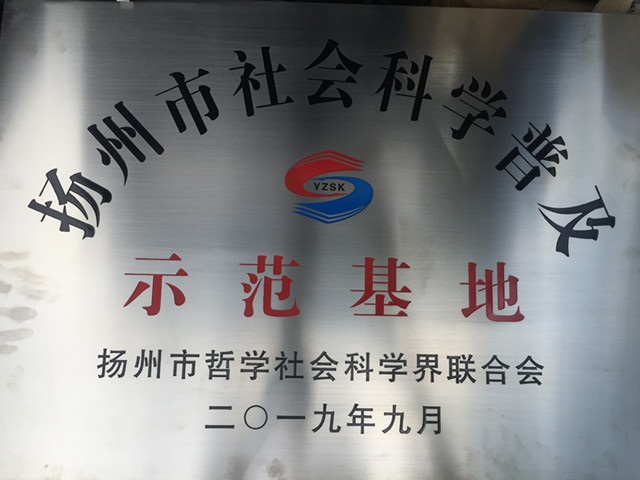 扬州市社会科学普及
YZSK
示范基地
扬州市哲学社会科学界联合会
二〇一九年九月